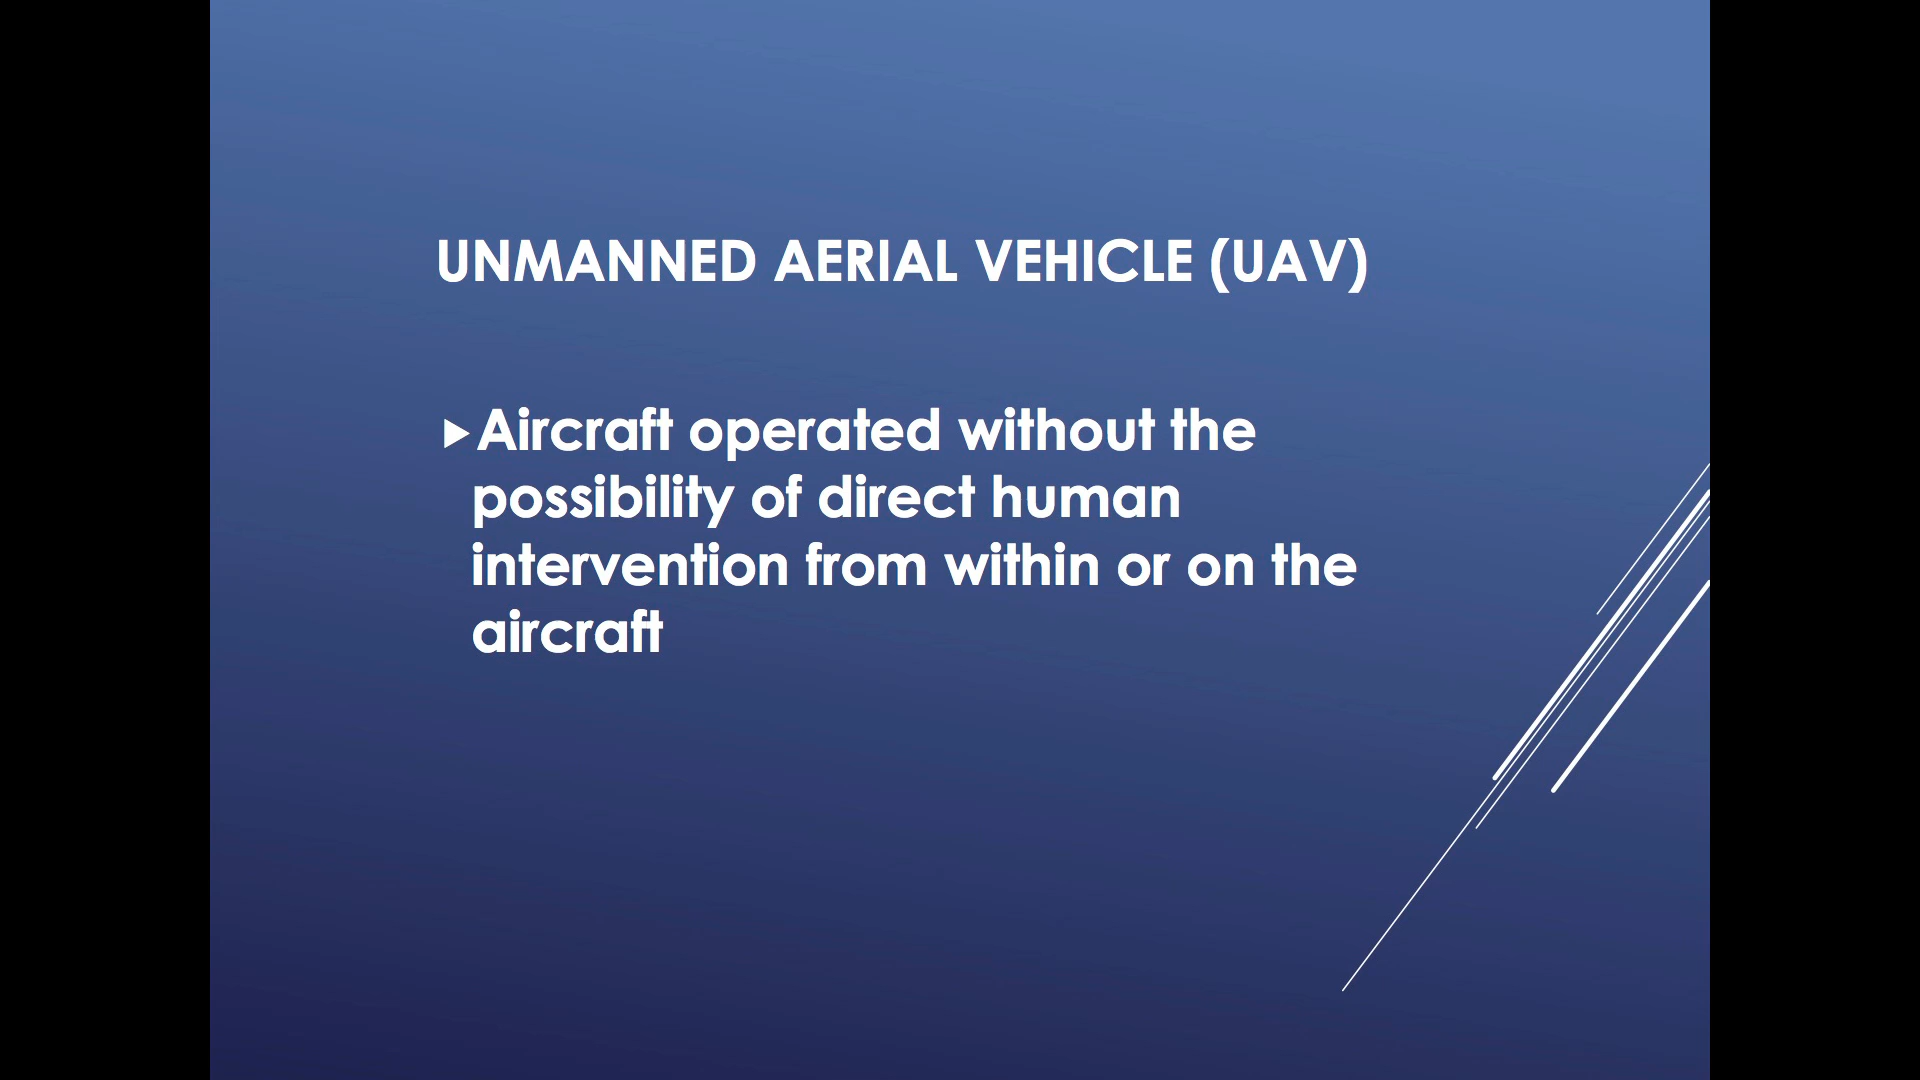 UNMANNED AERIAL VEHICLE (UAV)
Aircraft operated without the
possibility of direct human
intervention from within or on the
aircraft